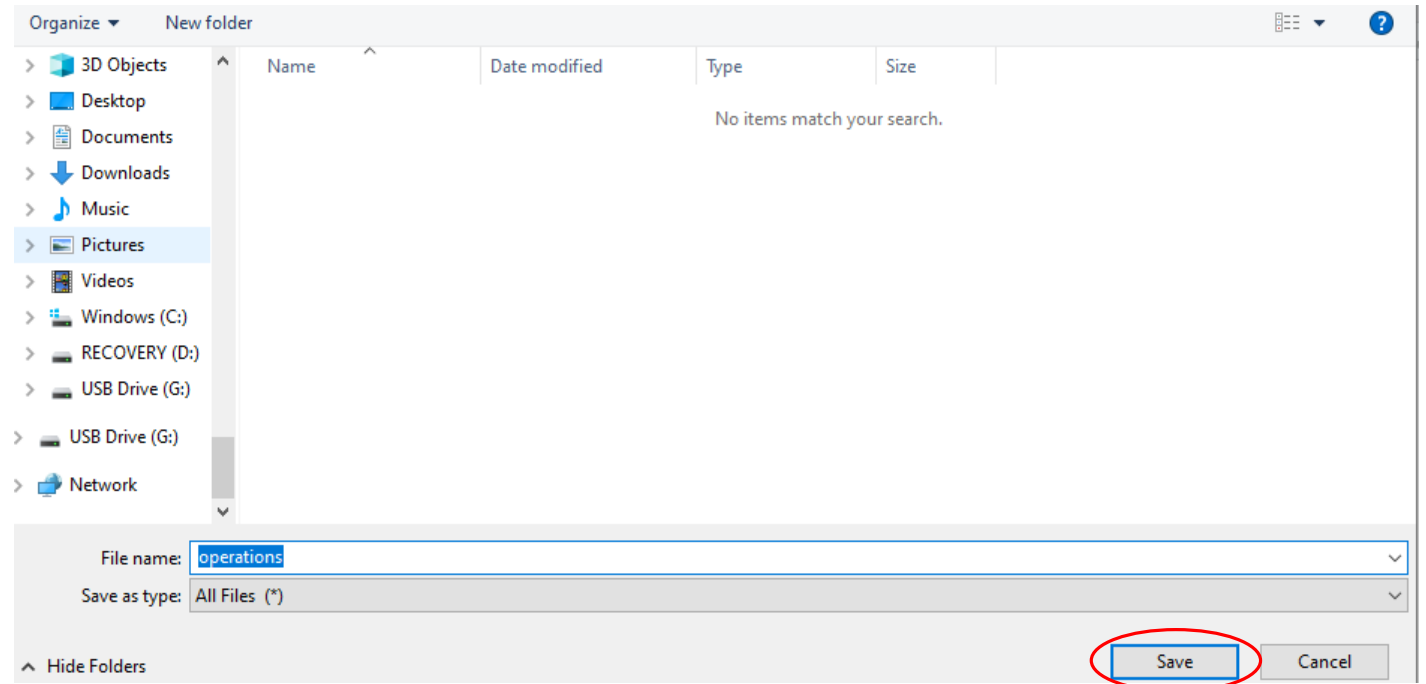 Organize New folder
Name Date modified Type Size
No items match your search.
3D Objects
Desktop
Documents
Downloads
Music
Pictures
Videos
Windows (C:)
RECOVERY (D:)
USB Drive (G:)
USB Drive (G:)
Network
File name: operations
Save as type: All Files (*)
Hide Folders Save Cancel